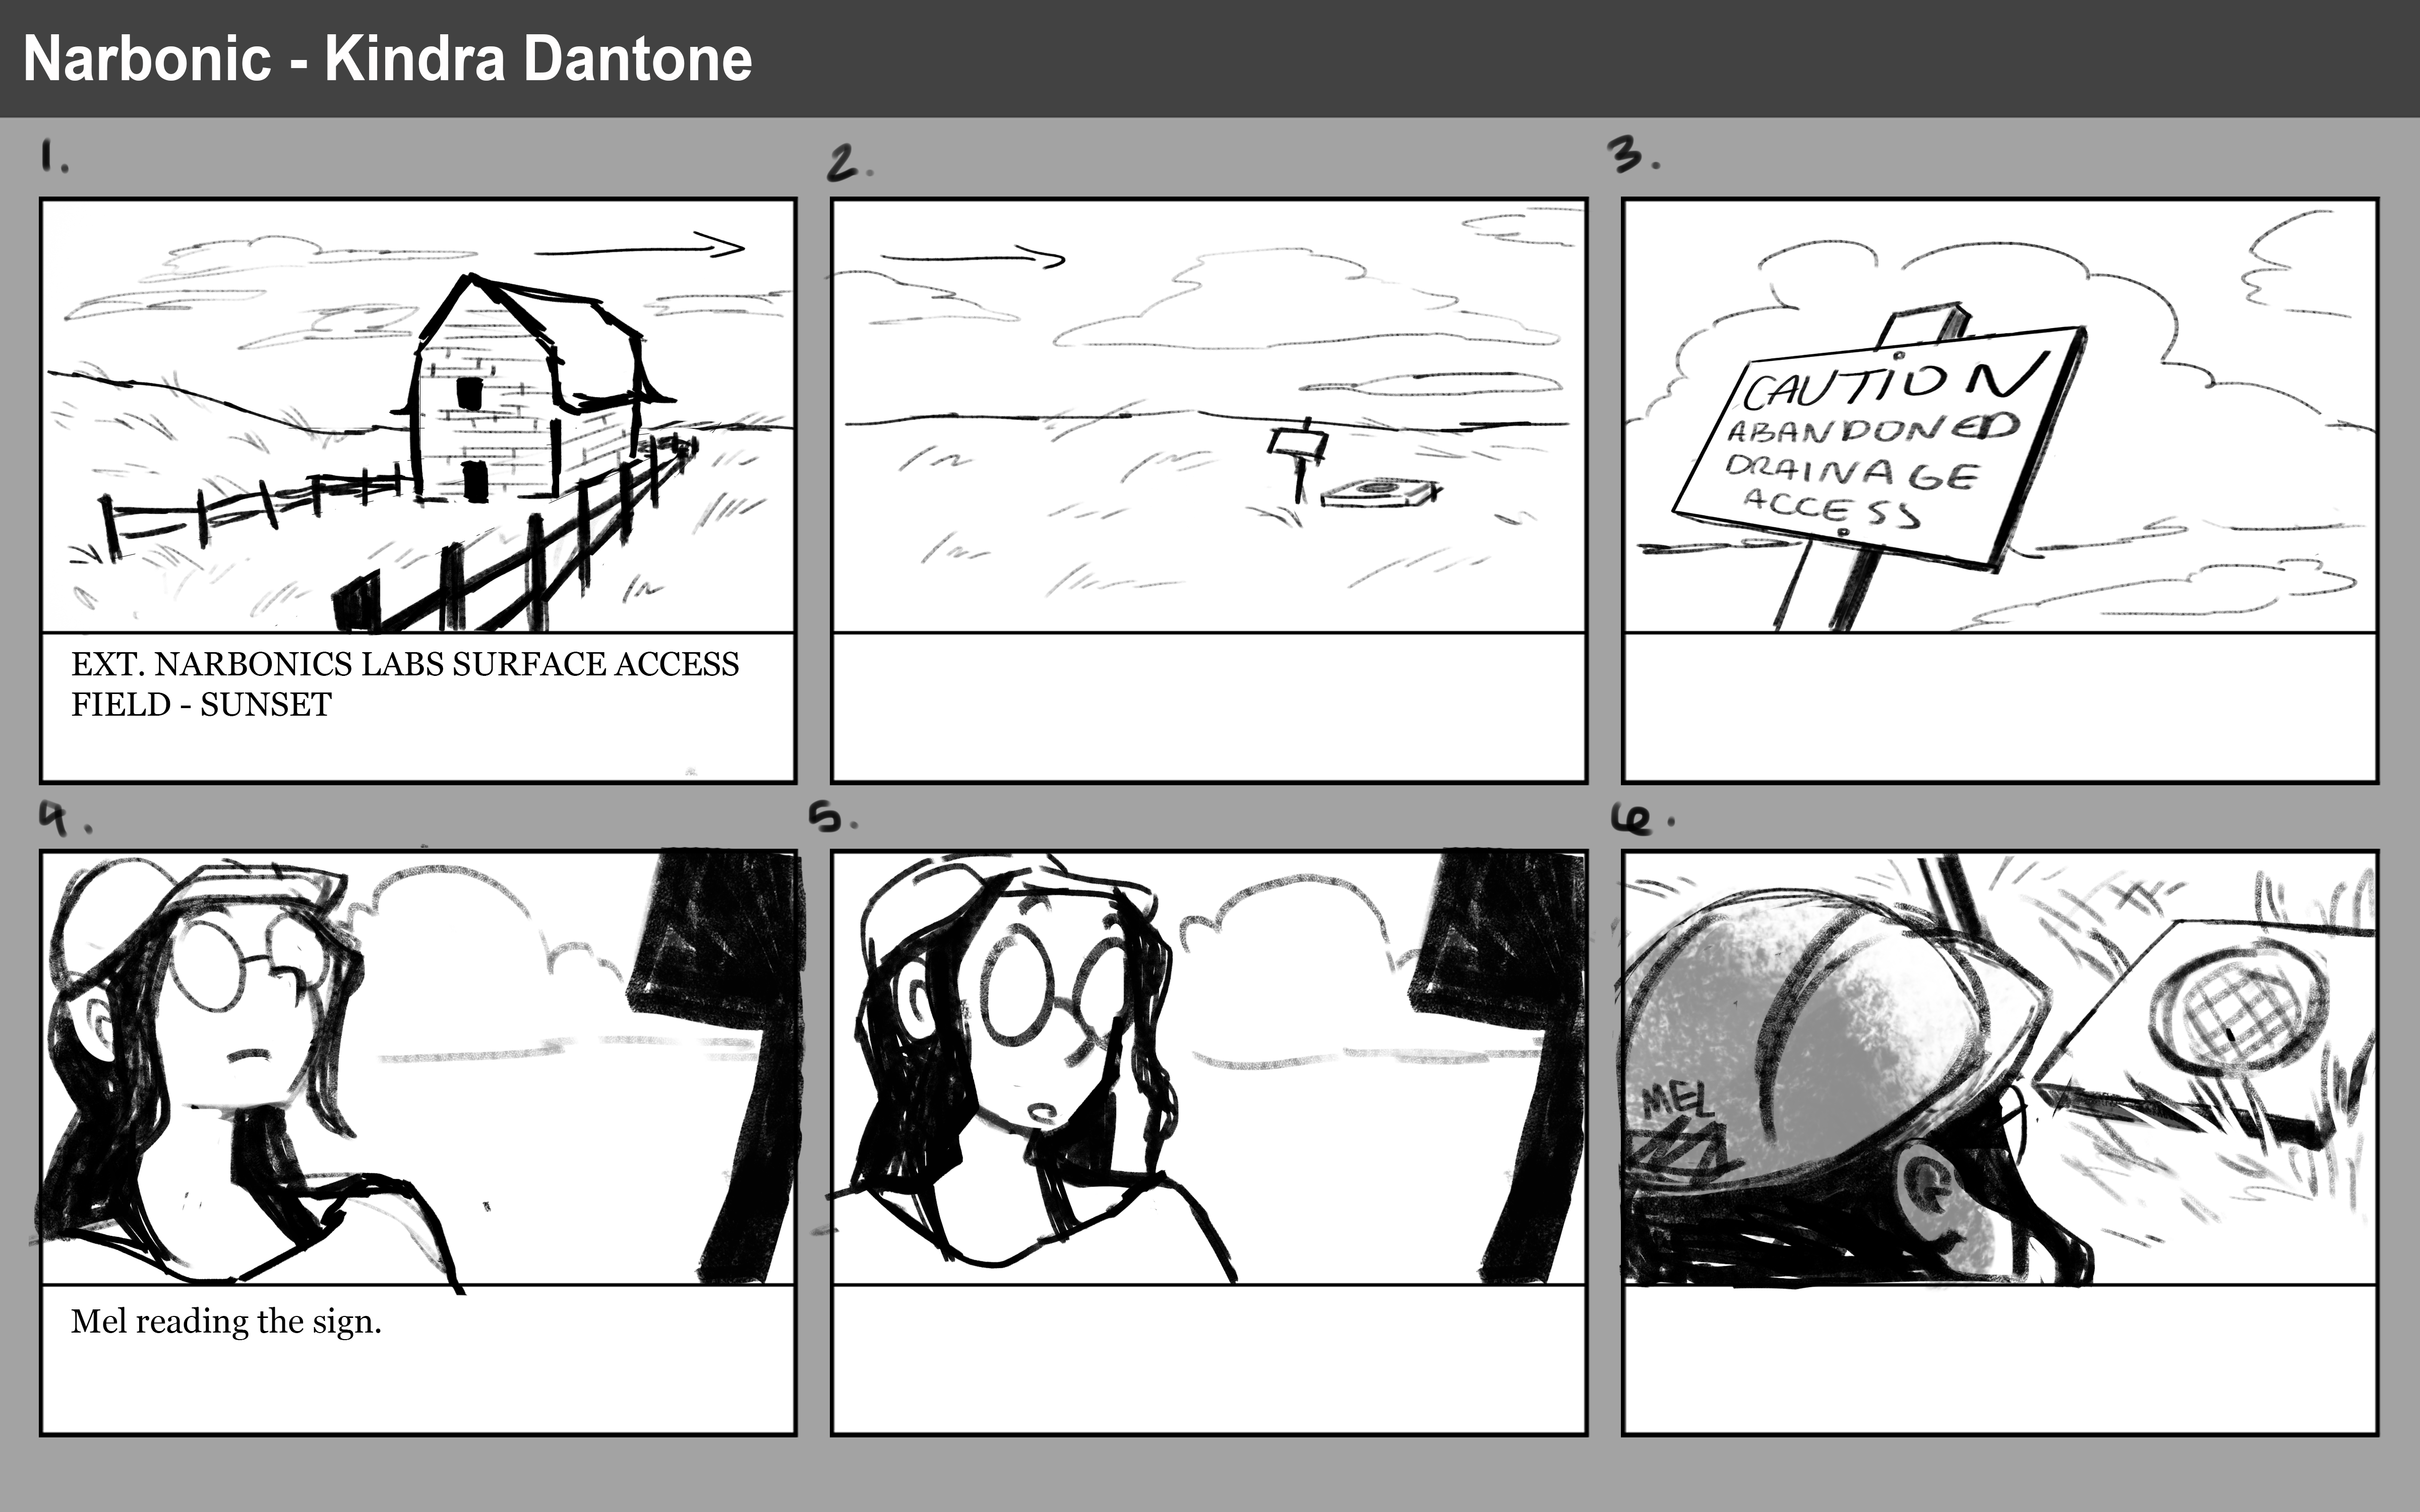 Narbonic - Kindra Dantone
1.
2.
3.
CAUTION
ABANDONED
DRAINAGE
ACCESS
EXT. NARBONICS LABS SURFACE ACCESS
FIELD - SUNSET
4.
5.
6.
MEL
Mel reading the sign.